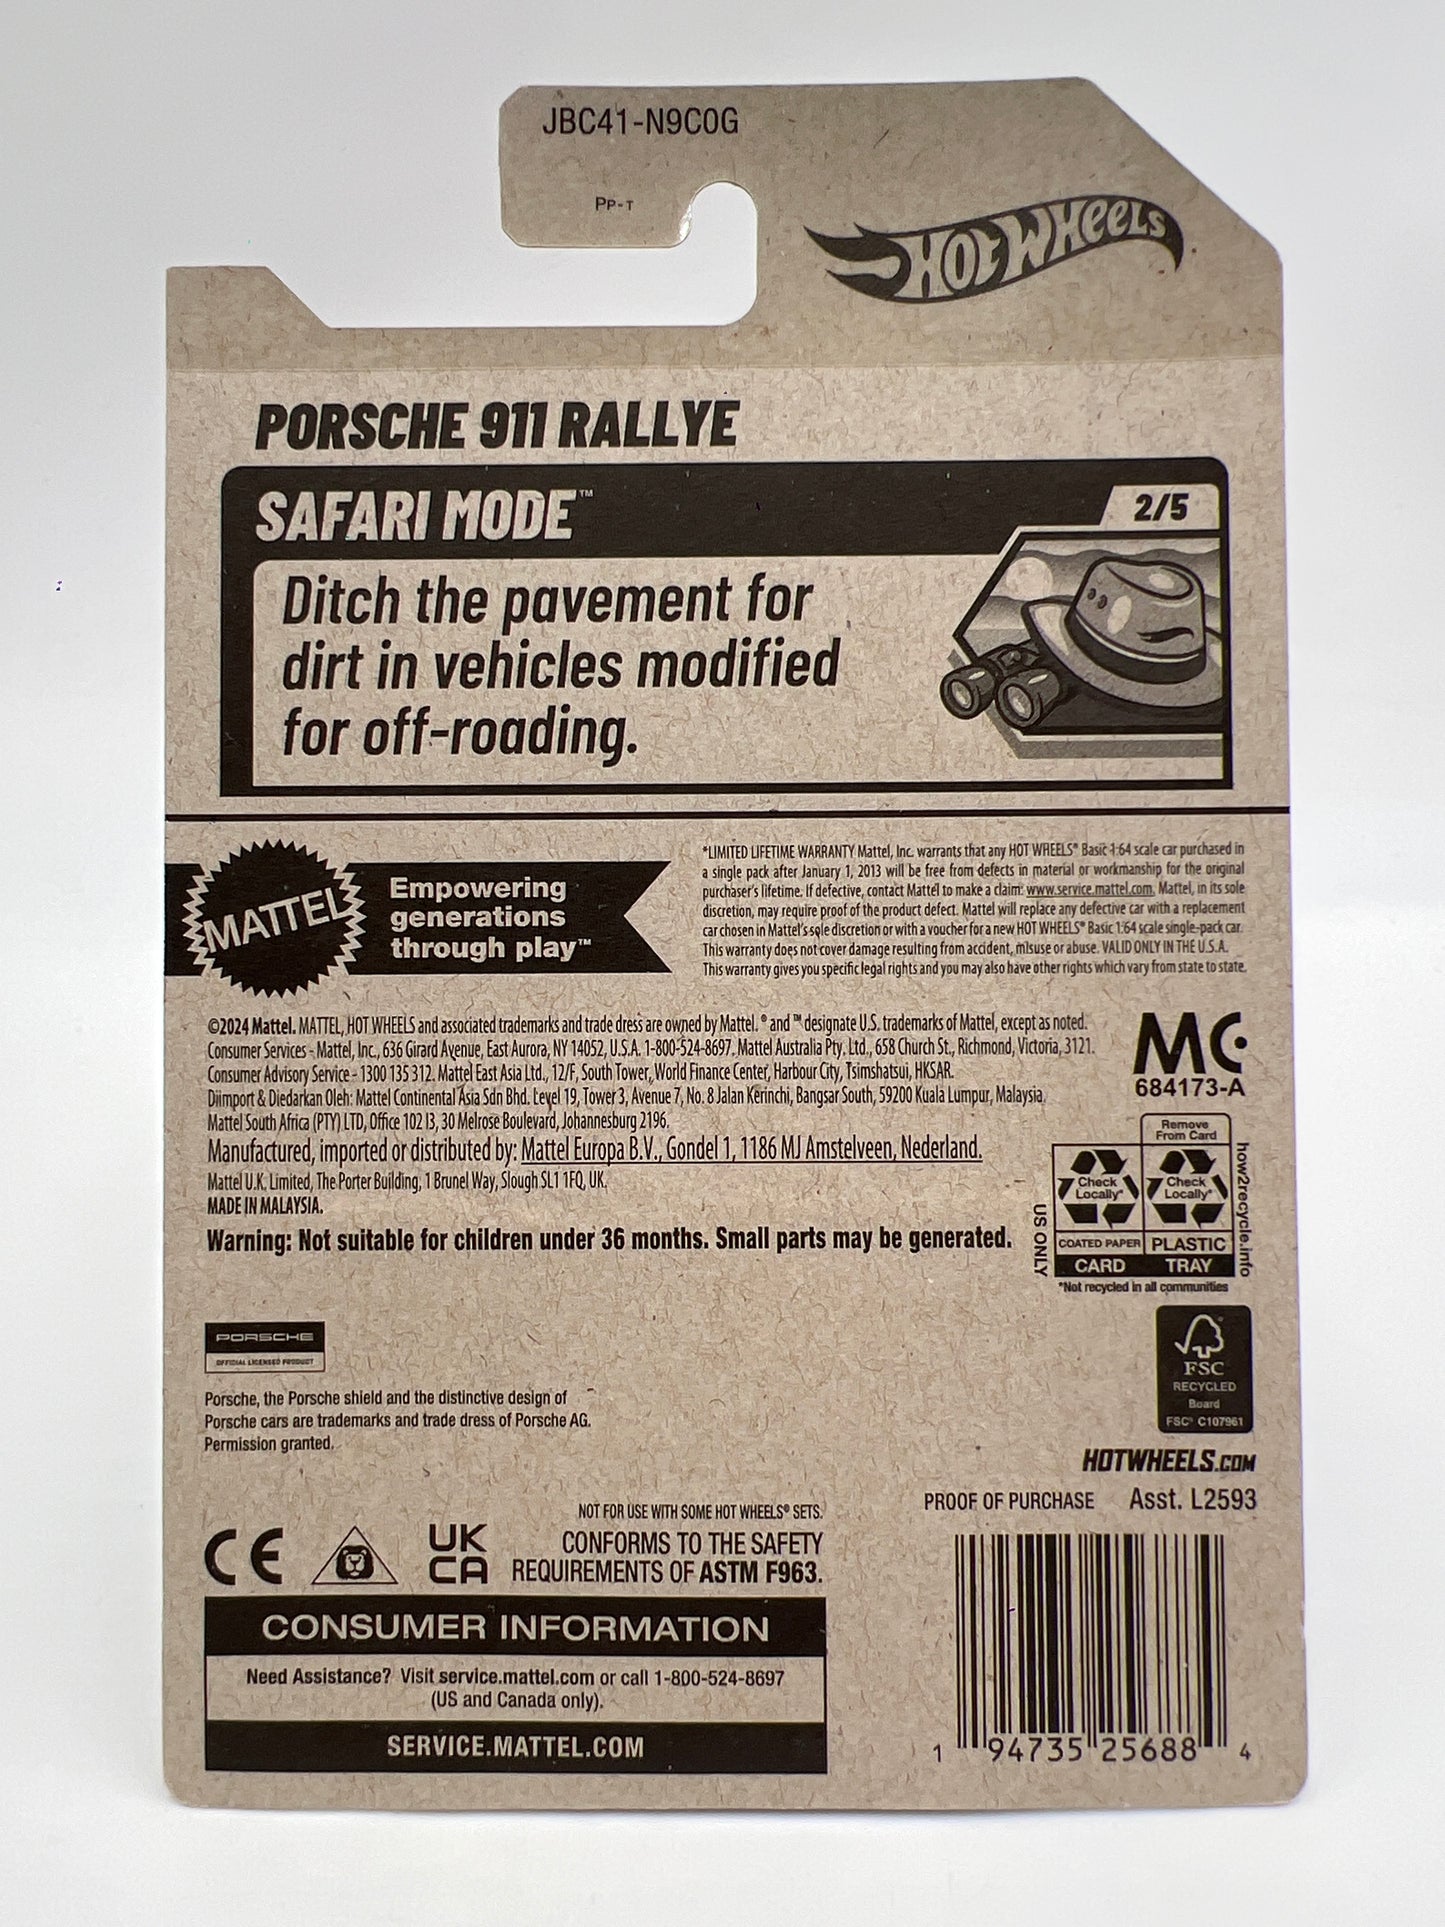 JBC41-N9C0G
Pp-T
HOT WHEELS
PORSCHE 911 RALLYE
SAFARI MODE™
2/5
Ditch the pavement for
dirt in vehicles modified
for off-roading.
MATTEL
Empowering
generations
through play™
*LIMITED LIFETIME WARRANTY Mattel, Inc. warrants that any HOT WHEELS® Basic 1:64 scale car purchased in
a single pack after January 1, 2013 will be free from defects in material or workmanship for the original
purchaser's lifetime. If defective, contact Mattel to make a claim: www.service.mattel.com. Mattel, in its sole
discretion, may require proof of the product defect. Mattel will replace any defective car with a replacement
car chosen in Mattel's sole discretion or with a voucher for a new HOT WHEELS® Basic 1:64 scale single-pack car.
This warranty does not cover damage resulting from accident, misuse or abuse. VALID ONLY IN THE U.S.A.
This warranty gives you specific legal rights and you may also have other rights which vary from state to state.
©2024 Mattel. MATTEL, HOT WHEELS and associated trademarks and trade dress are owned by Mattel. ® and ™ designate U.S. trademarks of Mattel, except as noted.
Consumer Services - Mattel, Inc., 636 Girard Avenue, East Aurora, NY 14052, U.S.A. 1-800-524-8697. Mattel Australia Pty. Ltd., 658 Church St., Richmond, Victoria, 3121.
Consumer Advisory Service - 1300 135 312. Mattel East Asia Ltd., 12/F, South Tower, World Finance Center, Harbour City, Tsimshatsui, HKSAR.
Diimport & Diedarkan Oleh: Mattel Continental Asia Sdn Bhd. Level 19, Tower 3, Avenue 7, No. 8 Jalan Kerinchi, Bangsar South, 59200 Kuala Lumpur, Malaysia.
Mattel South Africa (PTY) LTD, Office 102 I3, 30 Melrose Boulevard, Johannesburg 2196.
Manufactured, imported or distributed by: Mattel Europa B.V., Gondel 1, 1186 MJ Amstelveen, Nederland.
Mattel U.K. Limited, The Porter Building, 1 Brunel Way, Slough SL1 1FQ, UK.
MADE IN MALAYSIA.
Warning: Not suitable for children under 36 months. Small parts may be generated.
MC
684173-A
Remove
From Card
Check
Locally*
Check
Locally*
US ONLY
how2recycle.info
COATED PAPER
PLASTIC
CARD
TRAY
*Not recycled in all communities
PORSCHE
OFFICIAL LICENSED PRODUCT
Porsche, the Porsche shield and the distinctive design of
Porsche cars are trademarks and trade dress of Porsche AG.
Permission granted.
FSC
RECYCLED
Board
FSC® C107961
HOTWHEELS.COM
PROOF OF PURCHASE Asst. L2593
NOT FOR USE WITH SOME HOT WHEELS® SETS.
CE
UK
CA
CONFORMS TO THE SAFETY
REQUIREMENTS OF ASTM F963.
CONSUMER INFORMATION
Need Assistance? Visit service.mattel.com or call 1-800-524-8697
(US and Canada only).
SERVICE.MATTEL.COM
1 94735 25688 4